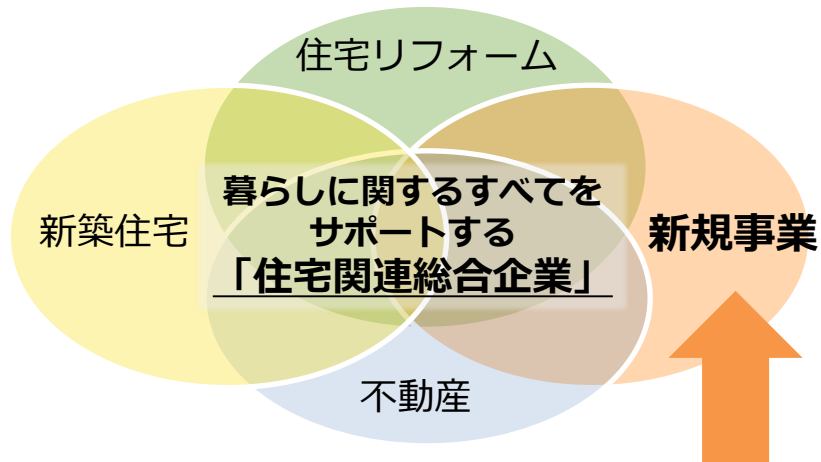 住宅リフォーム
暮らしに関するすべてを
サポートする
「住宅関連総合企業」
新築住宅
新規事業
不動産